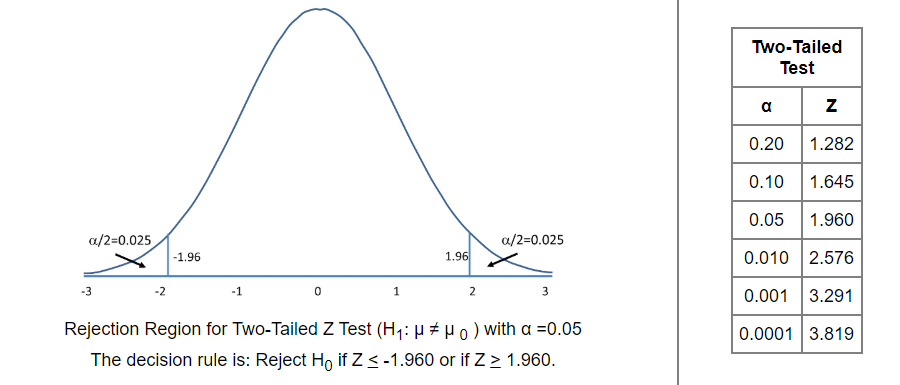 α/2=0.025
-1.96
1.96
α/2=0.025
-3 -2 -1 0 1 2 3
Rejection Region for Two-Tailed Z Test (H₁: μ ≠ μ ₀ ) with α =0.05
The decision rule is: Reject H₀ if Z ≤ -1.960 or if Z ≥ 1.960.
Two-Tailed
Test
α Z
0.20 1.282
0.10 1.645
0.05 1.960
0.010 2.576
0.001 3.291
0.0001 3.819